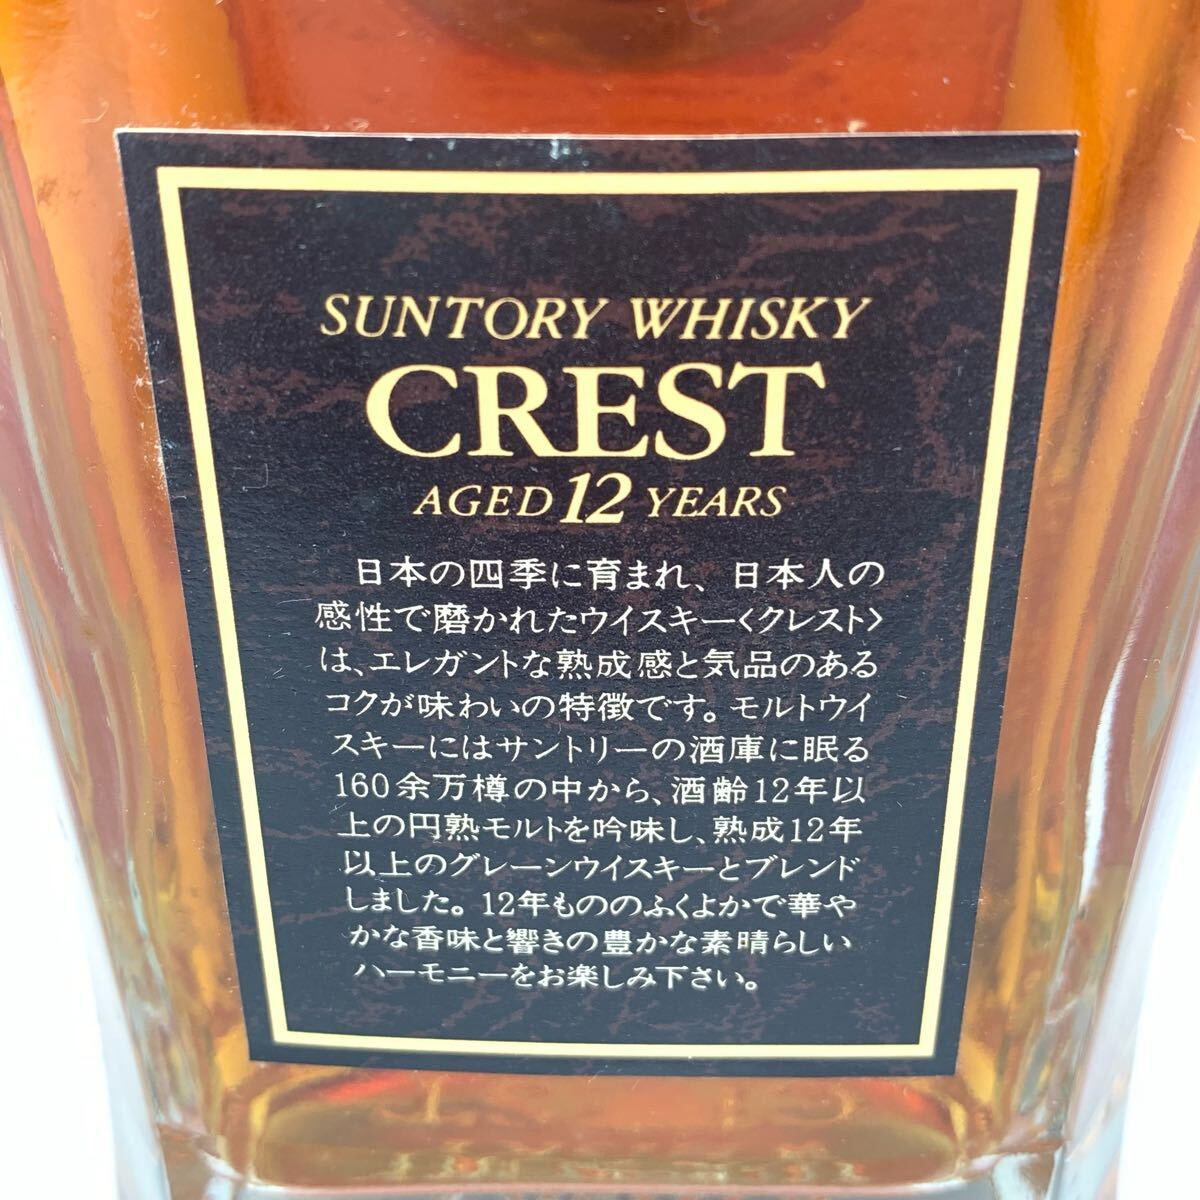 SUNTORY WHISKY
CREST
AGED 12 YEARS
日本の四季に育まれ、日本人の
感性で磨かれたウイスキー〈クレスト〉
は、エレガントな熟成感と気品のある
コクが味わいの特徴です。モルトウイ
スキーにはサントリーの酒庫に眠る
160余万樽の中から、酒齢12年以
上の円熟モルトを吟味し、熟成12年
以上のグレーンウイスキーとブレンド
しました。12年もののふくよかで華や
かな香味と響きの豊かな素晴らしい
ハーモニーをお楽しみ下さい。